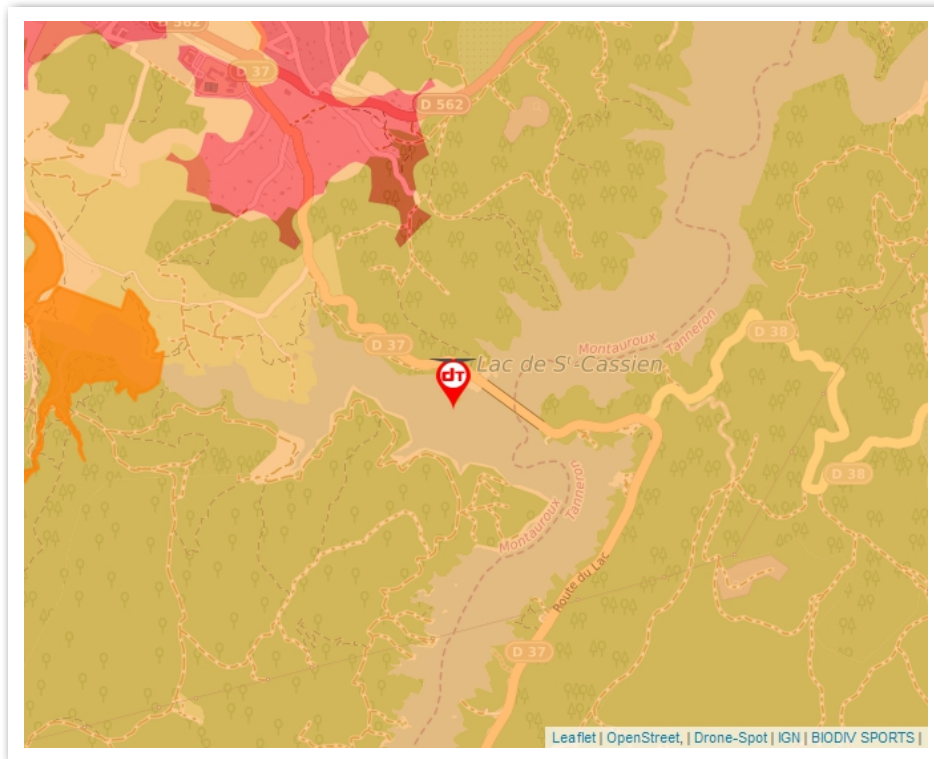 D 562
D 37
D 562
D 38
Montauroux
Tanneron
D 37
Lac de Sᵗ-Cassien
dT
D 38
Montauroux
Tanneron
Route du Lac
D 37
Leaflet | OpenStreet, | Drone-Spot | IGN | BIODIV SPORTS |